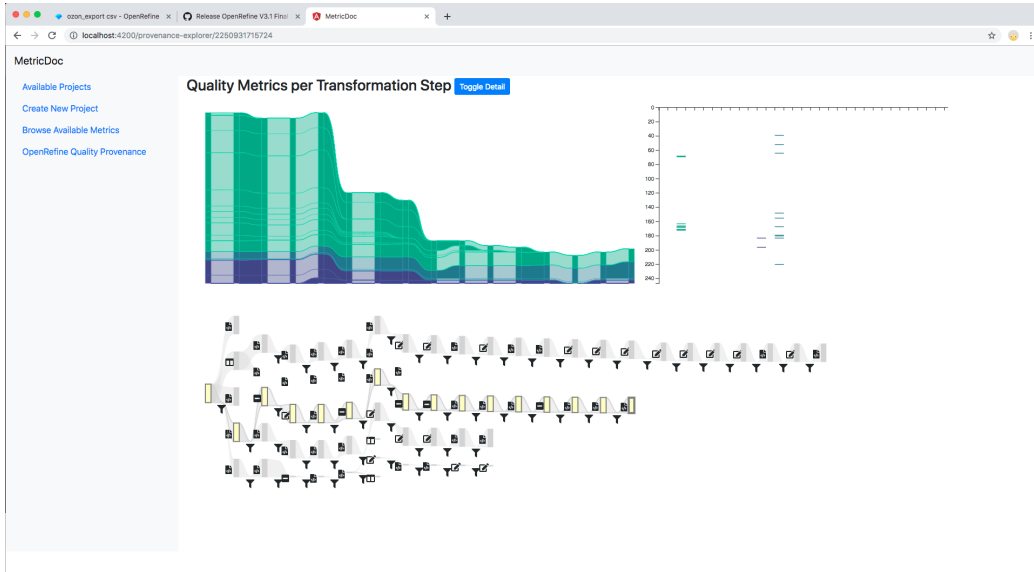 ozon_export csv - OpenRefine
Release OpenRefine V3.1 Final
MetricDoc
localhost:4200/provenance-explorer/2250931715724
MetricDoc
Available Projects
Create New Project
Browse Available Metrics
OpenRefine Quality Provenance
Quality Metrics per Transformation Step
Toggle Detail
0
20
40
60
80
100
120
140
160
180
200
220
240